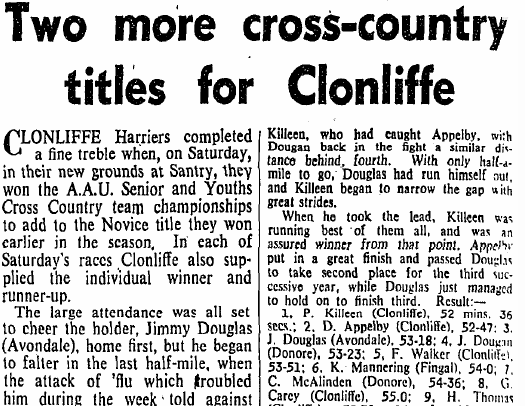 Two more cross-country
titles for Clonliffe
CLONLIFFE Harriers completed
a fine treble when, on Saturday,
in their new grounds at Santry, they
won the A.A.U. Senior and Youths
Cross Country team championships
to add to the Novice title they won
earlier in the season. In each of
Saturday's races Clonliffe also sup-
plied the individual winner and
runner-up.
The large attendance was all set
to cheer the holder, Jimmy Douglas
(Avondale), home first, but he began
to falter in the last half-mile, when
the attack of 'flu which troubled
him during the week told against
Killeen, who had caught Appelby, with
Dougan back in the fight a similar dis-
tance behind, fourth. With only half-a-
mile to go, Douglas had run himself out,
and Killeen began to narrow the gap with
great strides.
When he took the lead, Killeen was
running best of them all, and was an
assured winner from that point. Appelby
put in a great finish and passed Douglas
to take second place for the third suc-
cessive year, while Douglas just managed
to hold on to finish third. Result:—
1, P. Killeen (Clonliffe), 52 mins. 36
secs.; 2, D. Appelby (Clonliffe), 52-47; 3,
J. Douglas (Avondale), 53-18; 4, J. Dougan
(Donore), 53-23; 5, F. Walker (Clonliffe),
53-51; 6, K. Mannering (Fingal), 54-0; 7,
C. McAlinden (Donore), 54-36; 8, G.
Carey (Clonliffe), 55.0; 9, H. Thomas